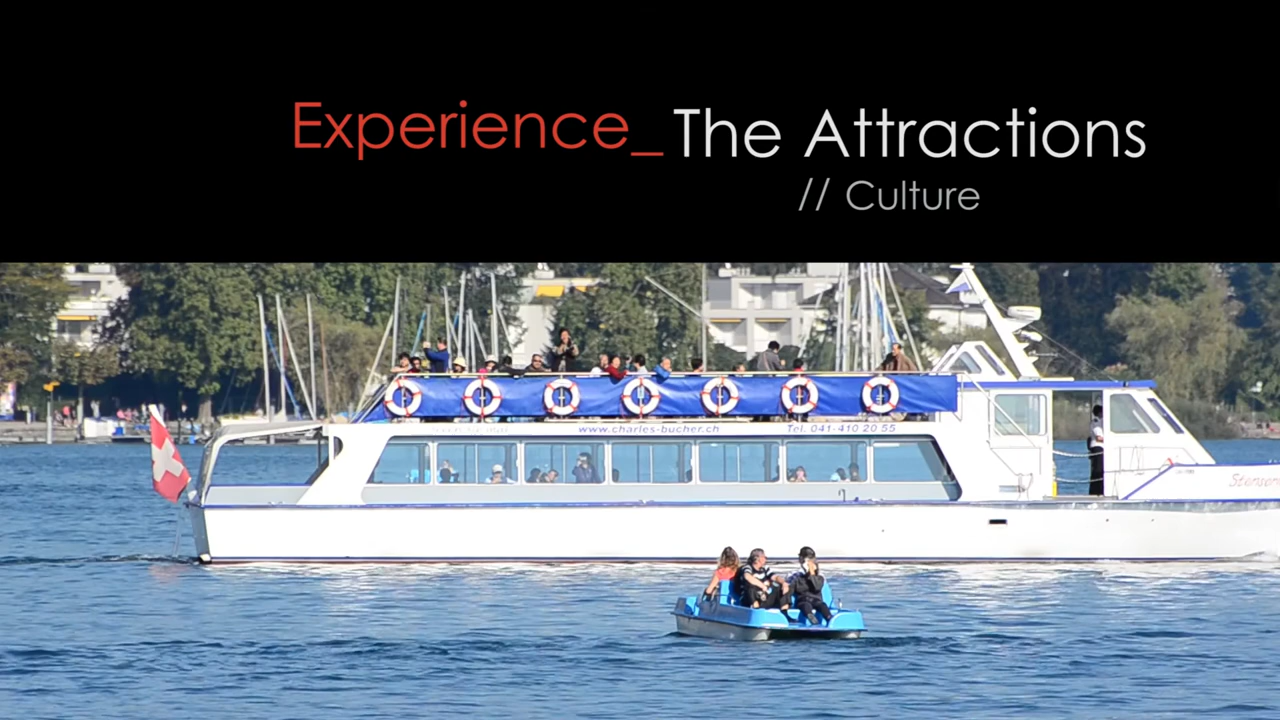 Experience_The Attractions
// Culture
www.charles-bucher.ch
Tel. 041-410 20 55